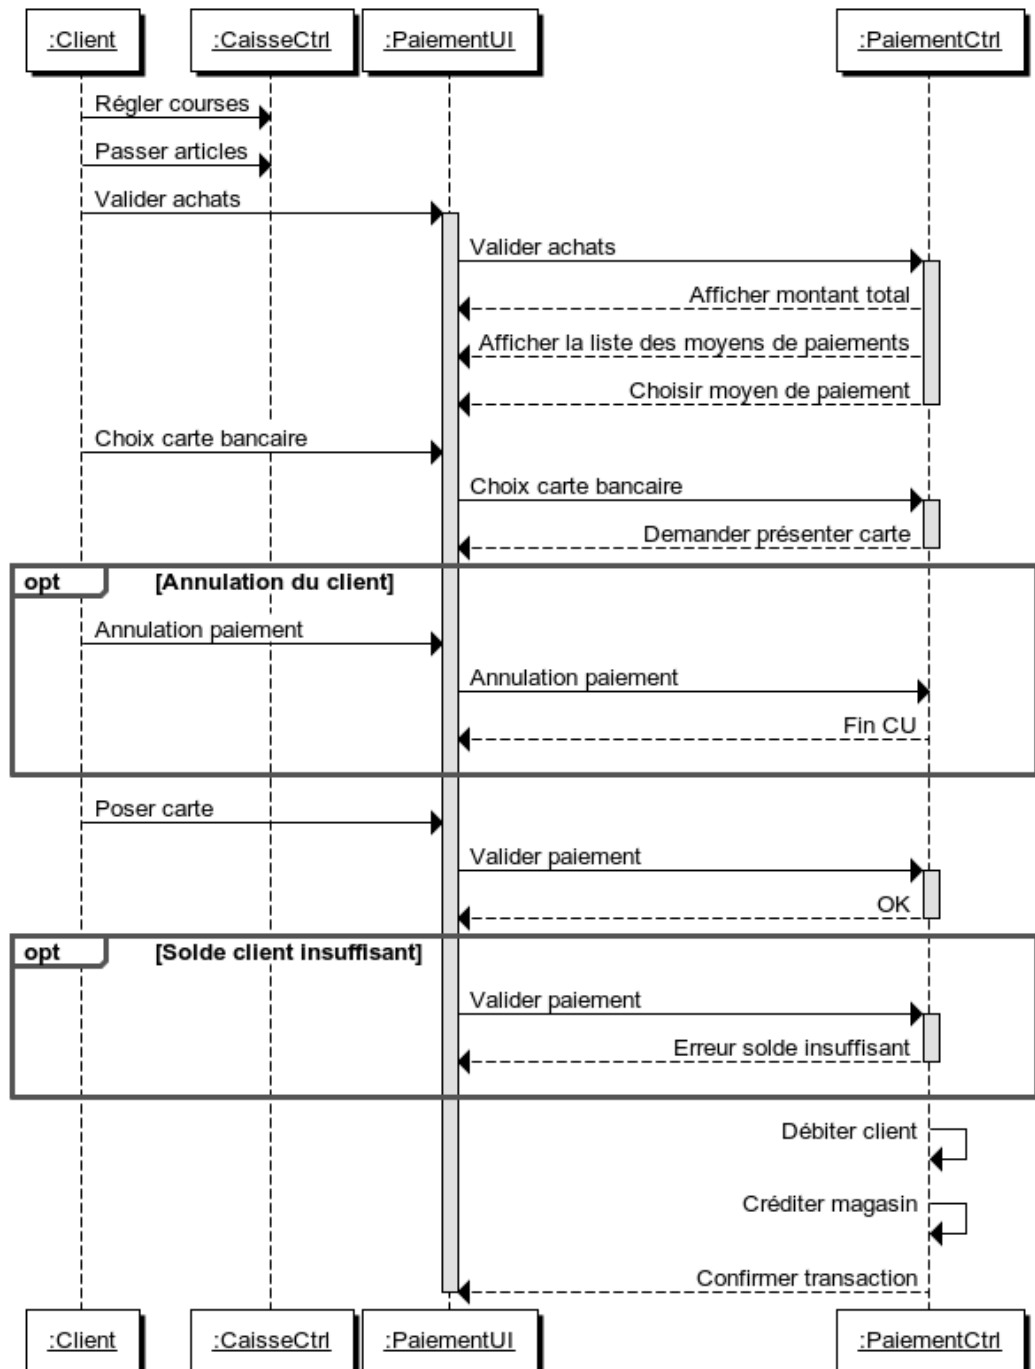 :Client
:CaisseCtrl
:PaiementUI
:PaiementCtrl
Régler courses
Passer articles
Valider achats
Valider achats
Afficher montant total
Afficher la liste des moyens de paiements
Choisir moyen de paiement
Choix carte bancaire
Choix carte bancaire
Demander présenter carte
opt [Annulation du client]
Annulation paiement
Annulation paiement
Fin CU
Poser carte
Valider paiement
OK
opt [Solde client insuffisant]
Valider paiement
Erreur solde insuffisant
Débiter client
Créditer magasin
Confirmer transaction
:Client
:CaisseCtrl
:PaiementUI
:PaiementCtrl